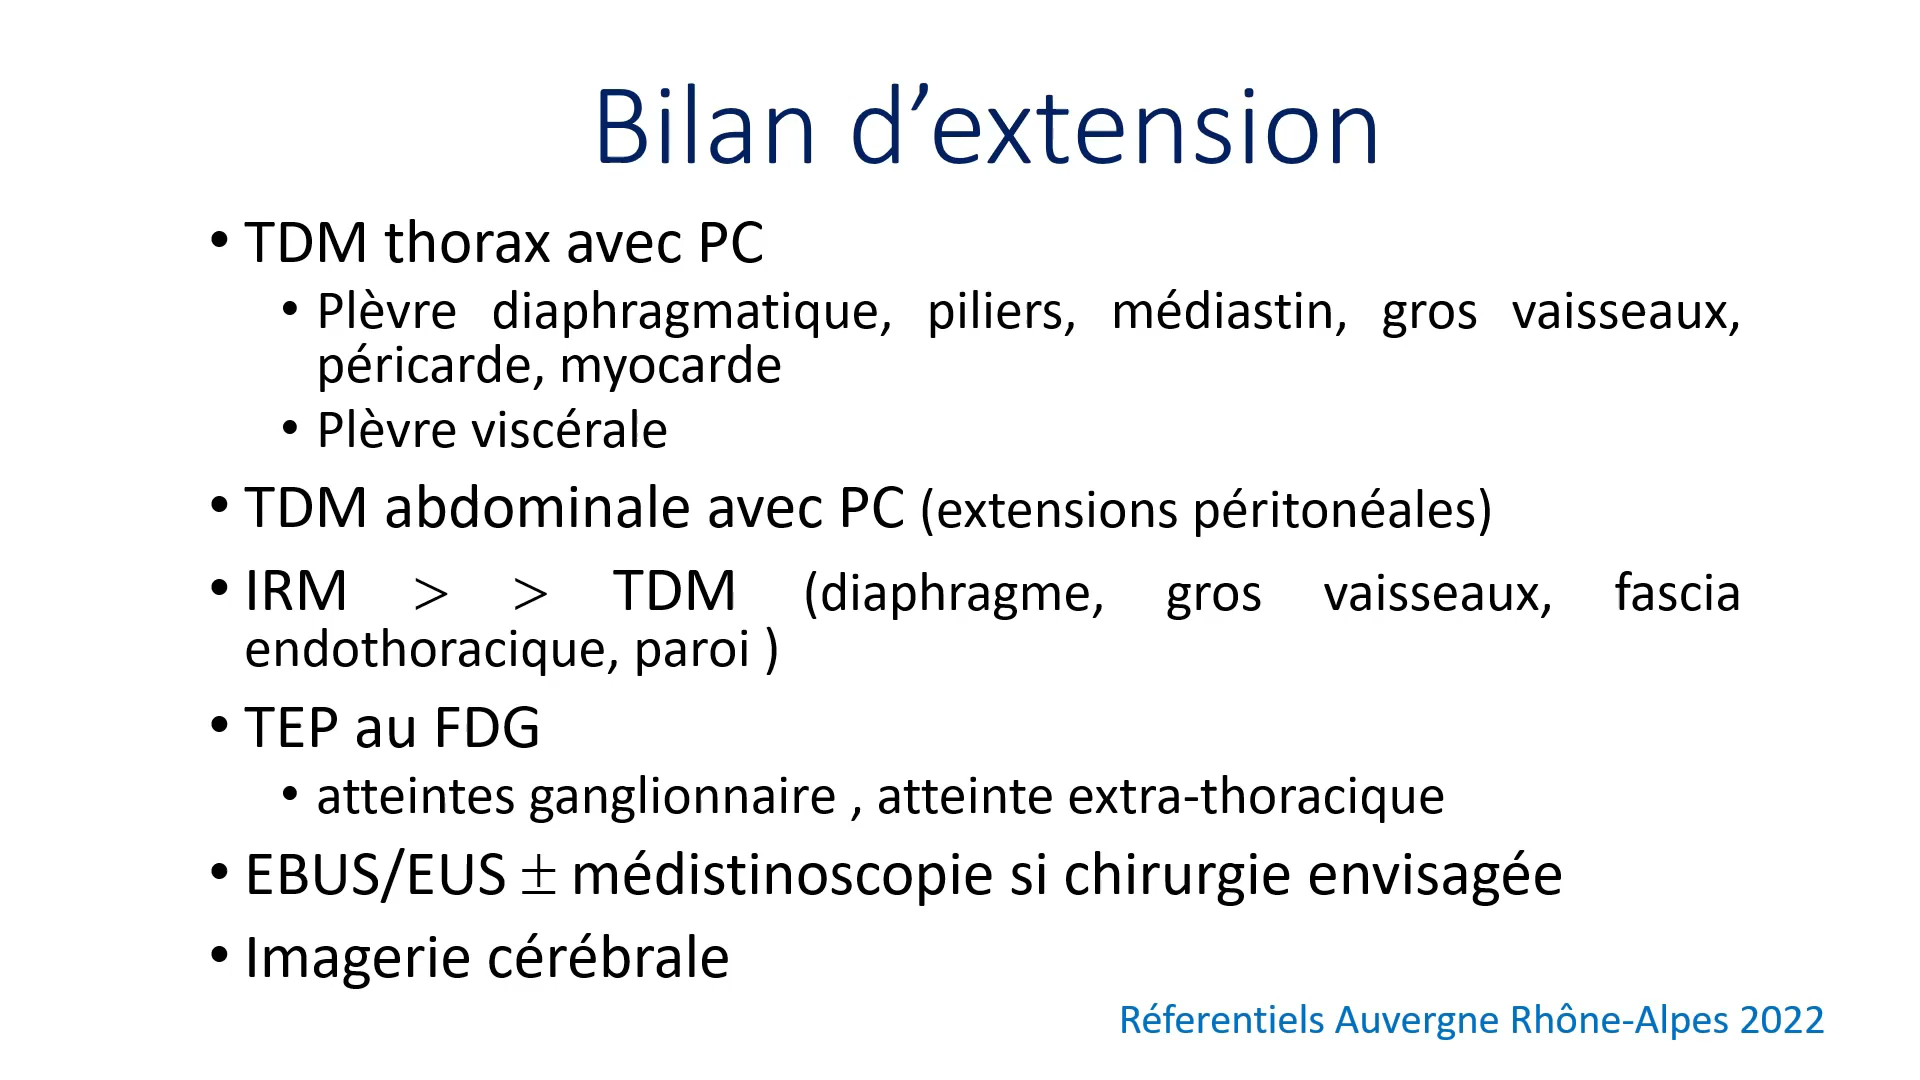 Bilan d’extension
• TDM thorax avec PC
• Plèvre diaphragmatique, piliers, médiastin, gros vaisseaux,
péricarde, myocarde
• Plèvre viscérale
• TDM abdominale avec PC (extensions péritonéales)
• IRM > > TDM (diaphragme, gros vaisseaux, fascia
endothoracique, paroi )
• TEP au FDG
• atteintes ganglionnaire , atteinte extra-thoracique
• EBUS/EUS ± médistinoscopie si chirurgie envisagée
• Imagerie cérébrale
Réferentiels Auvergne Rhône-Alpes 2022